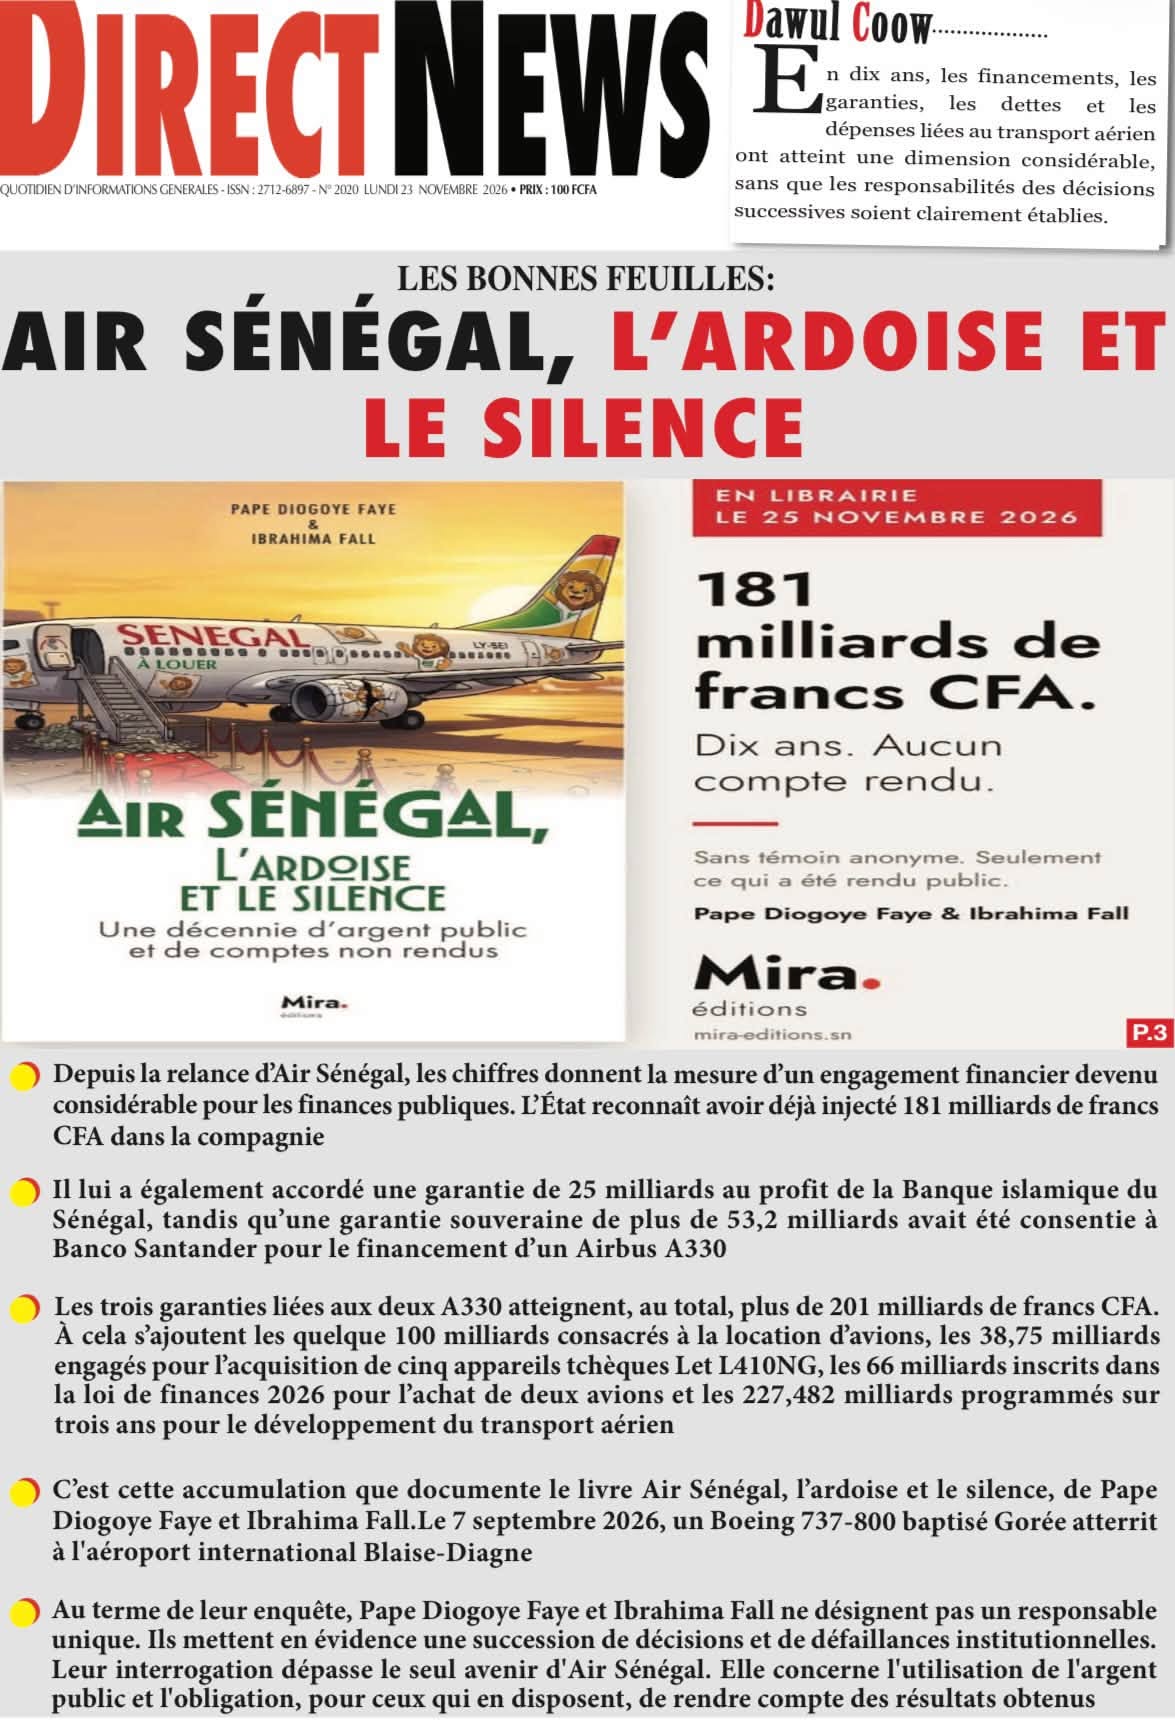 DIRECT NEWS
QUOTIDIEN D'INFORMATIONS GENERALES - ISSN : 2712-6897 - N° 2020 LUNDI 23 NOVEMBRE 2026 • PRIX : 100 FCFA
Dawul Coow..................
En dix ans, les financements, les
garanties, les dettes et les
dépenses liées au transport aérien
ont atteint une dimension considérable,
sans que les responsabilités des décisions
successives soient clairement établies.
LES BONNES FEUILLES:
AIR SÉNÉGAL, L'ARDOISE ET
LE SILENCE
PAPE DIOGOYE FAYE
&
IBRAHIMA FALL
SENEGAL
À LOUER
LY-SEI
AIR SÉNÉGAL,
L'ARDOISE
ET LE SILENCE
Une décennie d'argent public
et de comptes non rendus
Mira.
éditions
EN LIBRAIRIE
LE 25 NOVEMBRE 2026
181
milliards de
francs CFA.
Dix ans. Aucun
compte rendu.
Sans témoin anonyme. Seulement
ce qui a été rendu public.
Pape Diogoye Faye & Ibrahima Fall
Mira.
éditions
mira-editions.sn
P.3
Depuis la relance d'Air Sénégal, les chiffres donnent la mesure d'un engagement financier devenu
considérable pour les finances publiques. L'État reconnaît avoir déjà injecté 181 milliards de francs
CFA dans la compagnie
Il lui a également accordé une garantie de 25 milliards au profit de la Banque islamique du
Sénégal, tandis qu'une garantie souveraine de plus de 53,2 milliards avait été consentie à
Banco Santander pour le financement d'un Airbus A330
Les trois garanties liées aux deux A330 atteignent, au total, plus de 201 milliards de francs CFA.
À cela s'ajoutent les quelque 100 milliards consacrés à la location d'avions, les 38,75 milliards
engagés pour l'acquisition de cinq appareils tchèques Let L410NG, les 66 milliards inscrits dans
la loi de finances 2026 pour l'achat de deux avions et les 227,482 milliards programmés sur
trois ans pour le développement du transport aérien
C'est cette accumulation que documente le livre Air Sénégal, l'ardoise et le silence, de Pape
Diogoye Faye et Ibrahima Fall.Le 7 septembre 2026, un Boeing 737-800 baptisé Gorée atterrit
à l'aéroport international Blaise-Diagne
Au terme de leur enquête, Pape Diogoye Faye et Ibrahima Fall ne désignent pas un responsable
unique. Ils mettent en évidence une succession de décisions et de défaillances institutionnelles.
Leur interrogation dépasse le seul avenir d'Air Sénégal. Elle concerne l'utilisation de l'argent
public et l'obligation, pour ceux qui en disposent, de rendre compte des résultats obtenus